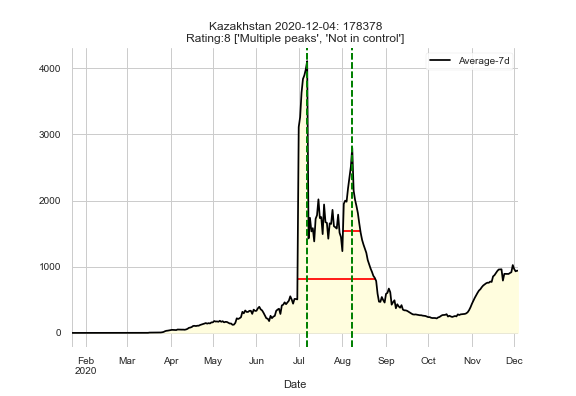 Kazakhstan 2020-12-04: 178378
Rating:8 ['Multiple peaks', 'Not in control']
Average-7d
4000
3000
2000
1000
0
Feb Mar Apr May Jun Jul Aug Sep Oct Nov Dec
2020
Date